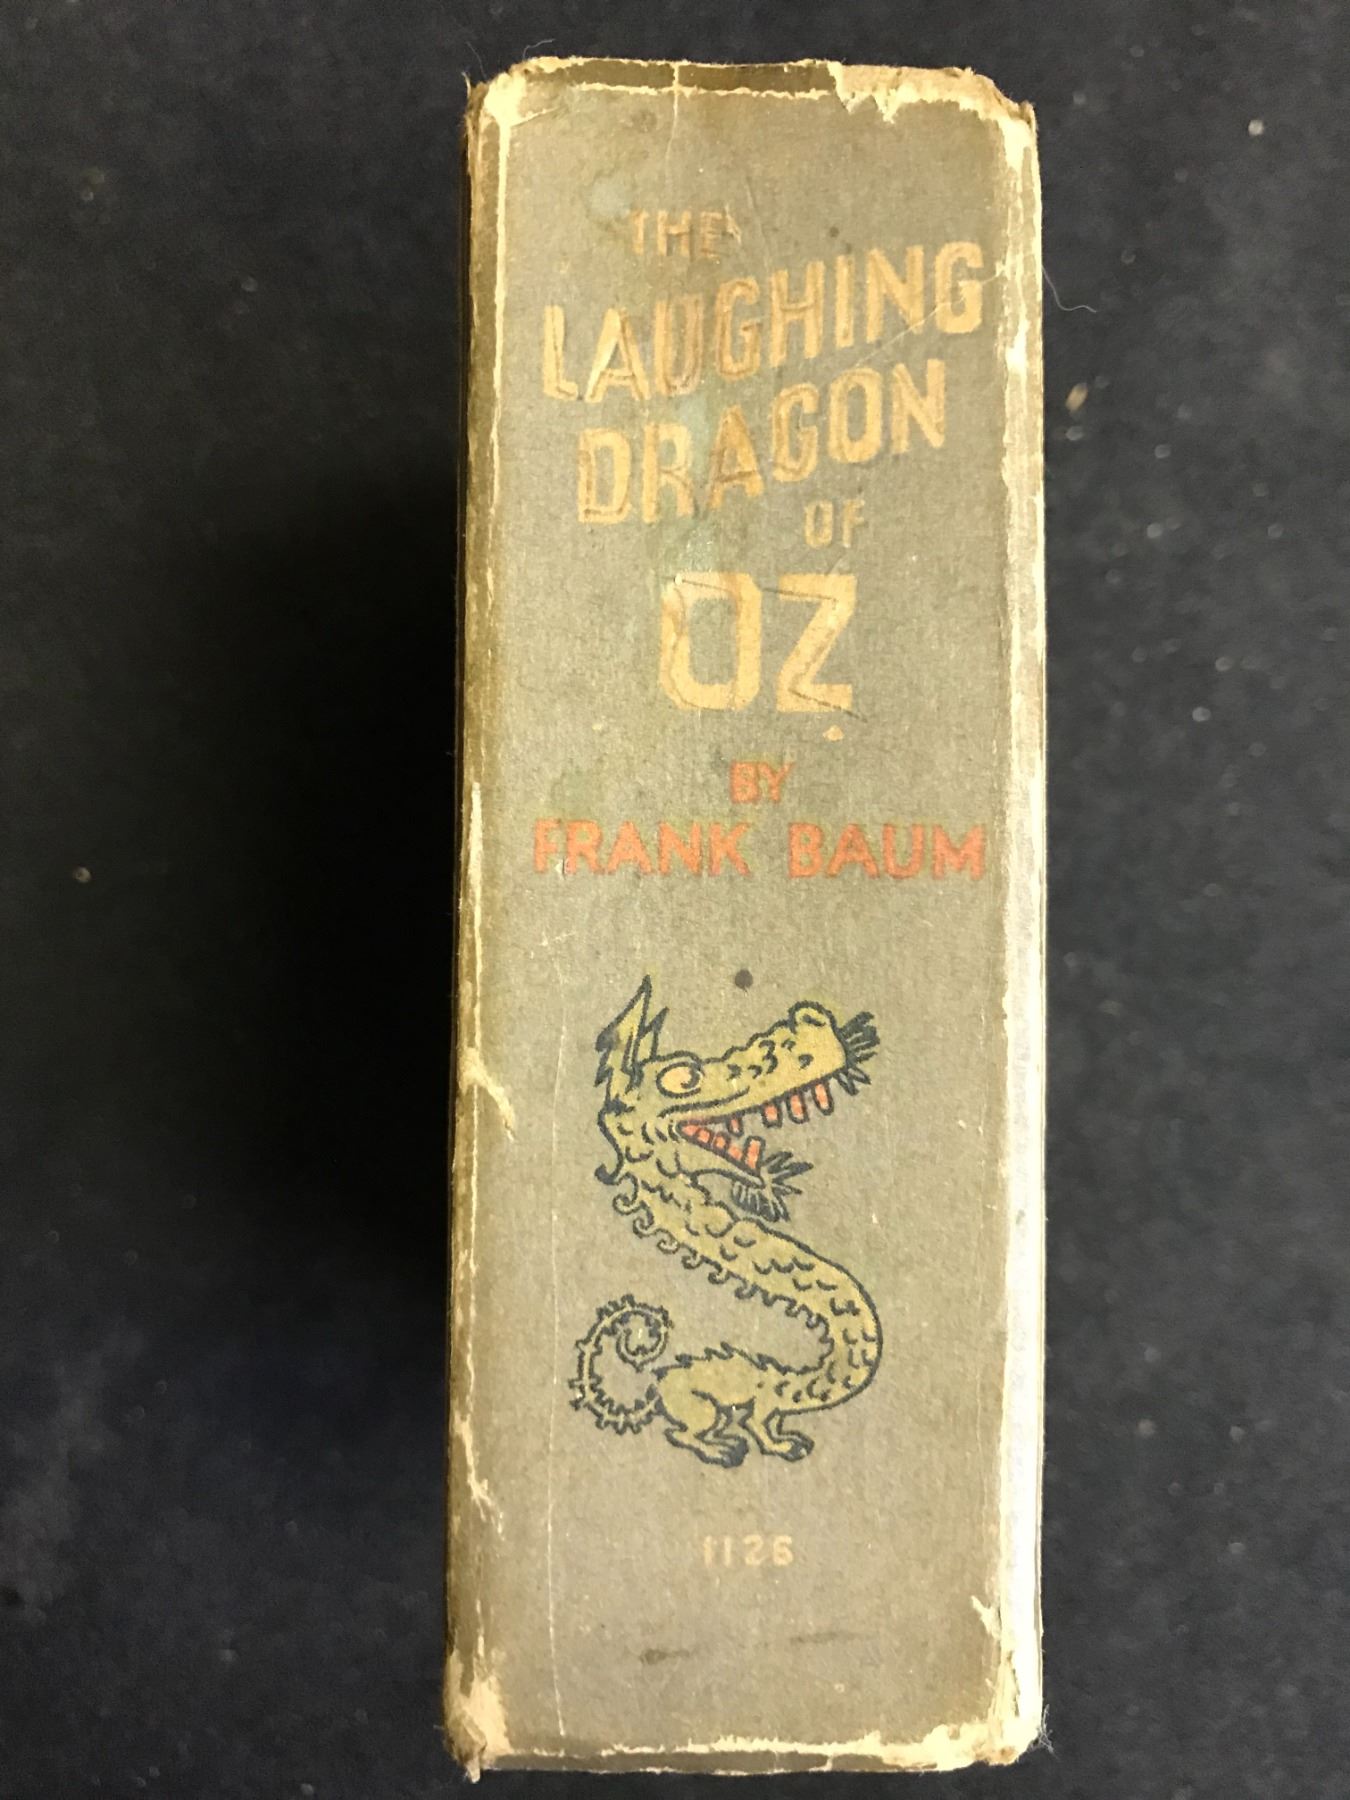 THE
LAUGHING
DRAGON
OF
OZ
BY
FRANK BAUM
1126